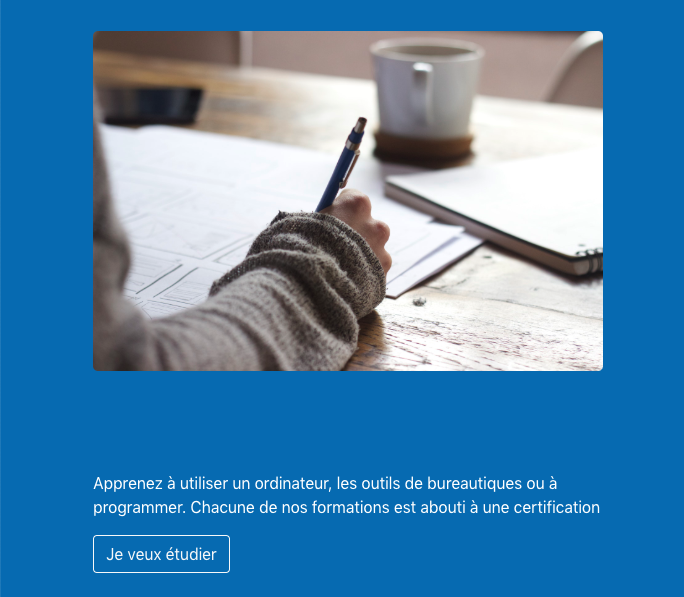 Apprenez à utiliser un ordinateur, les outils de bureautiques ou à
programmer. Chacune de nos formations est abouti à une certification
Je veux étudier